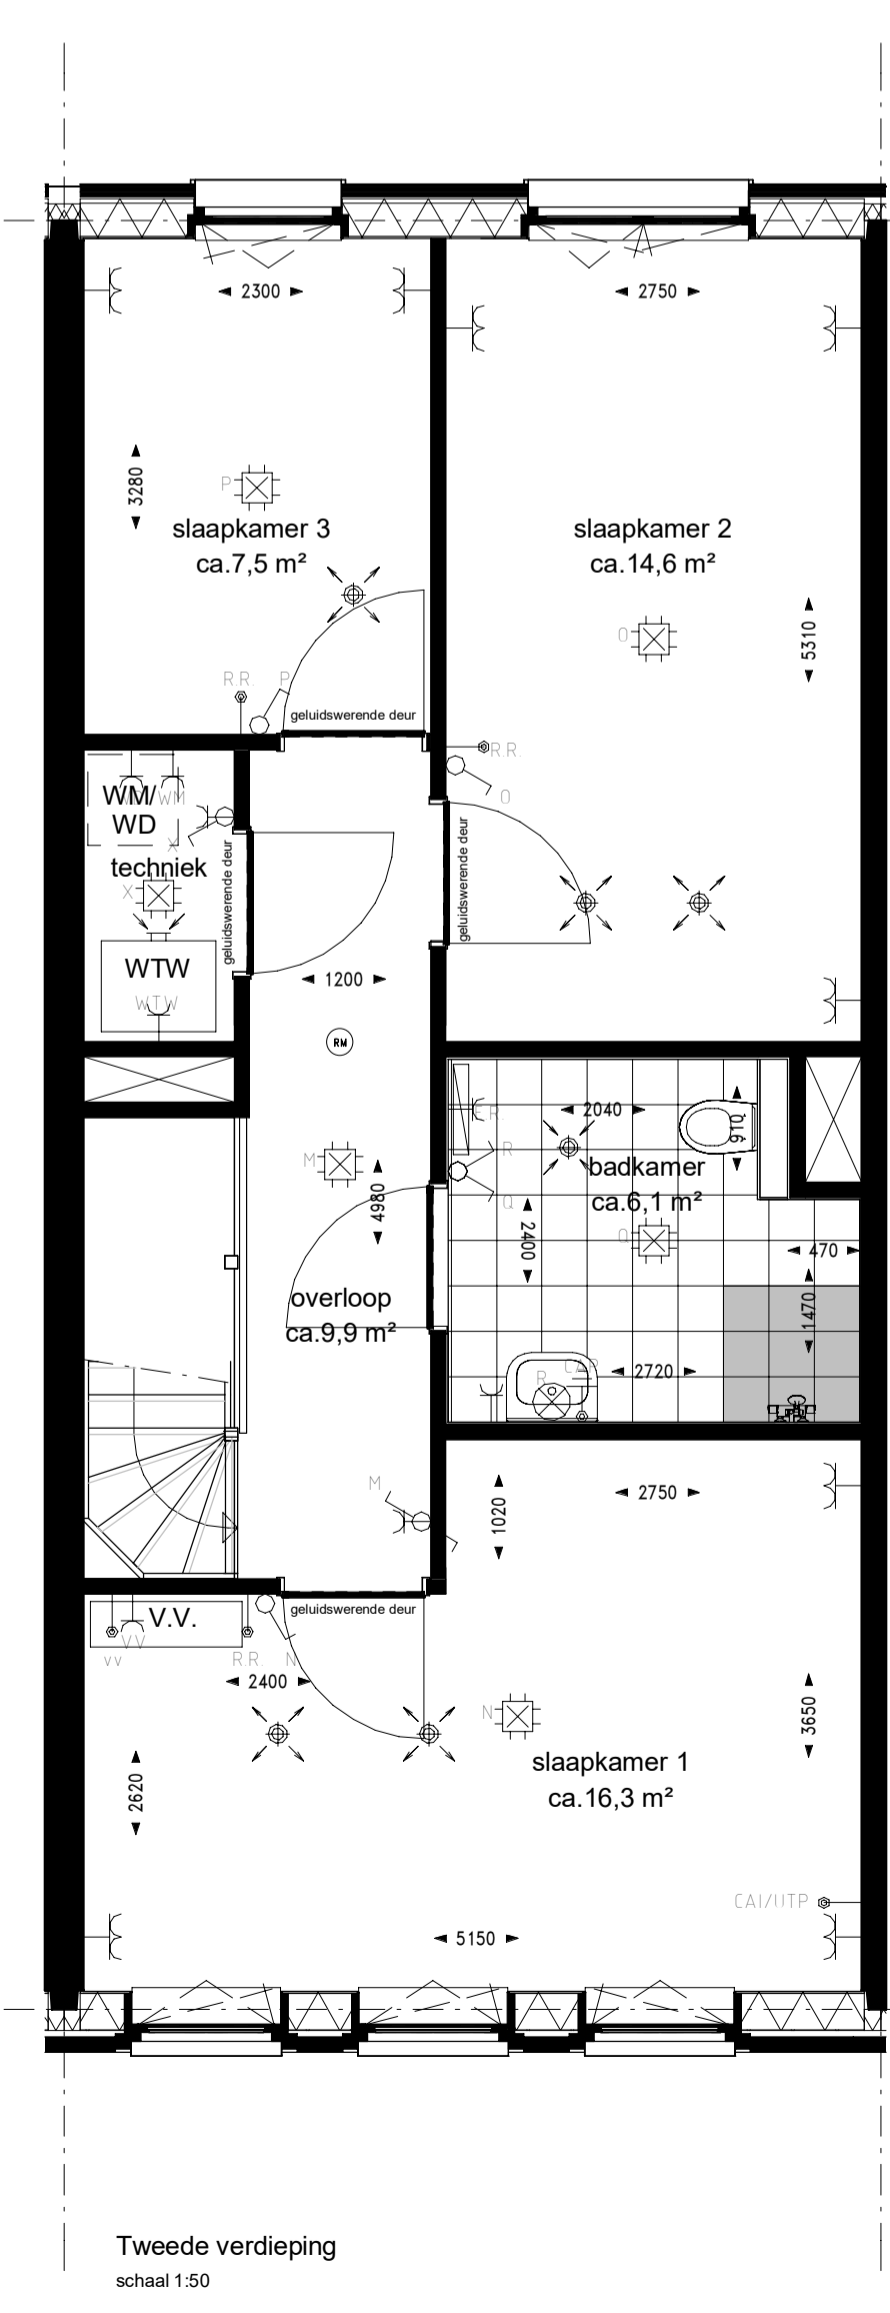 2300
2750
3280
P
slaapkamer 3
ca.7,5 m²
slaapkamer 2
ca.14,6 m²
O
5310
R.R.
P
geluidswerende deur
R.R.
O
WM/
WD
WM
X
techniek
X
geluidswerende deur
geluidswerende deur
WTW
WTW
1200
RM
2040
910
E.R.
R
badkamer
ca.6,1 m²
M
4980
Q
2400
Q
470
1470
overloop
ca.9,9 m²
R
CAP
2720
M
1020
2750
geluidswerende deur
V.V.
VV
vv
R.R.
N
2400
N
3650
slaapkamer 1
ca.16,3 m²
2620
CAI/UTP
5150
Tweede verdieping
schaal 1:50